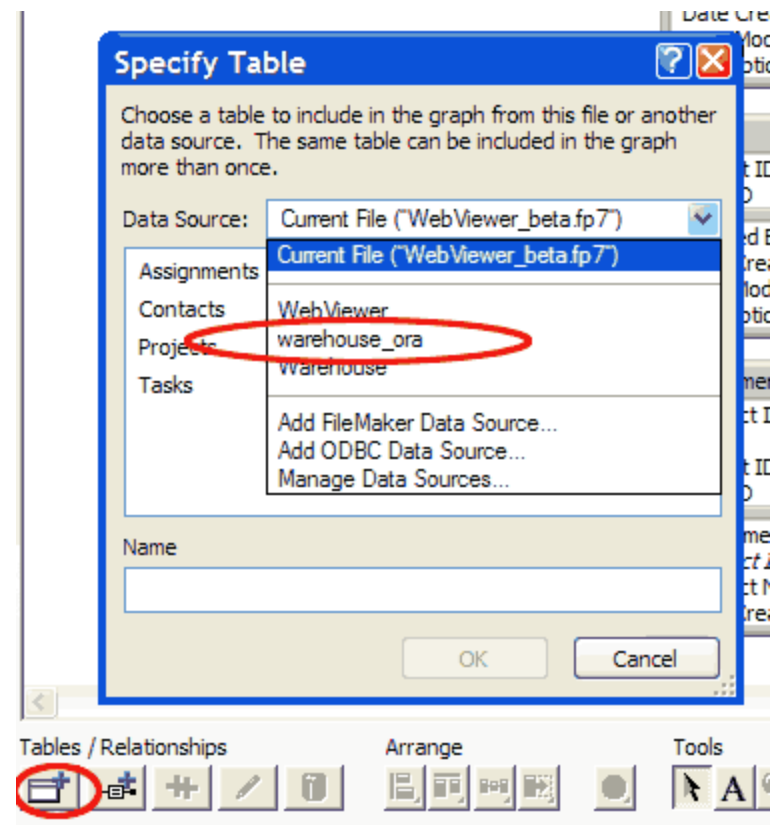 Date Cre
Specify Table
Choose a table to include in the graph from this file or another
data source. The same table can be included in the graph
more than once.
Data Source: Current File ("WebViewer_beta.fp7")
Current File ("WebViewer_beta.fp7")
Assignments
Contacts
Projects
Tasks
WebViewer
warehouse_ora
Warehouse
Add FileMaker Data Source...
Add ODBC Data Source...
Manage Data Sources...
Name
OK Cancel
Tables / Relationships Arrange Tools
A